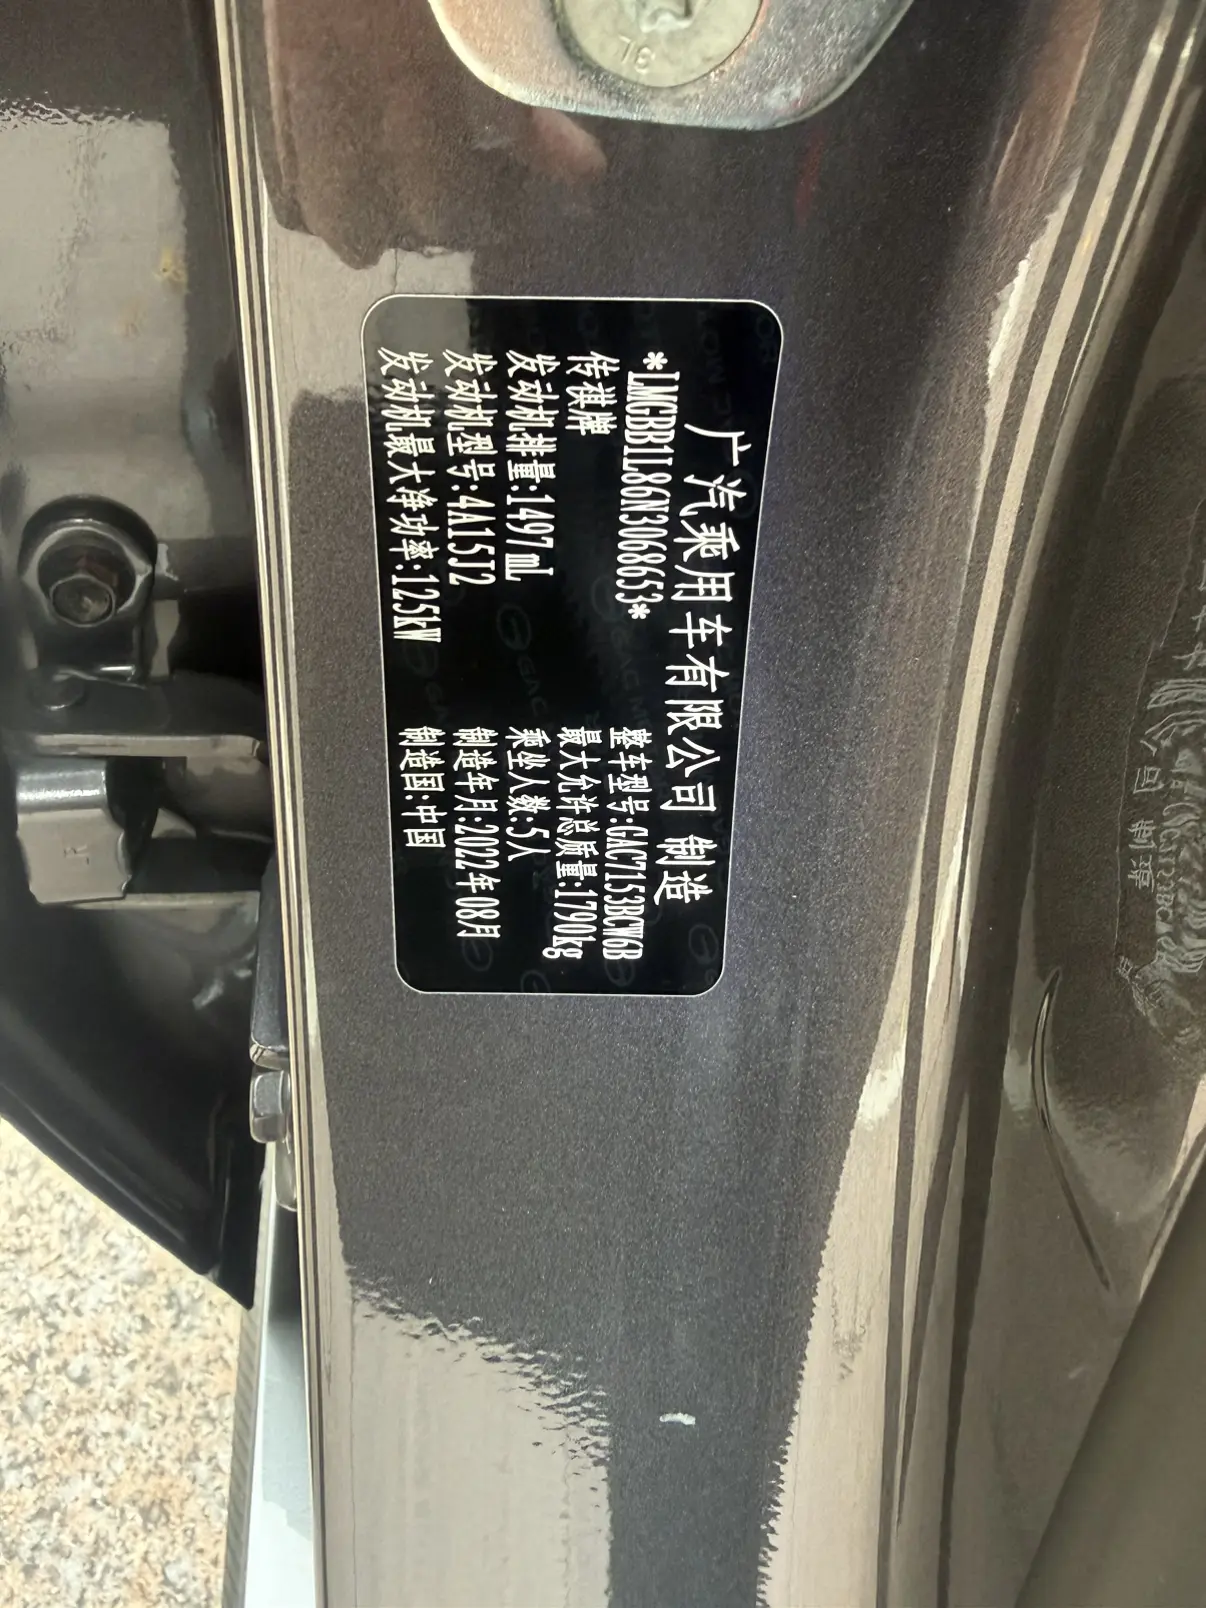 广汽乘用车有限公司 制造
*LMGBB1L86N3068653*
传祺牌
发动机排量:1497mL
发动机型号:4A15J2
发动机最大净功率:125kW
整车型号:GAC7153BCW6B
最大允许总质量:1790kg
乘坐人数:5人
制造年月:2022年08月
制造国:中国